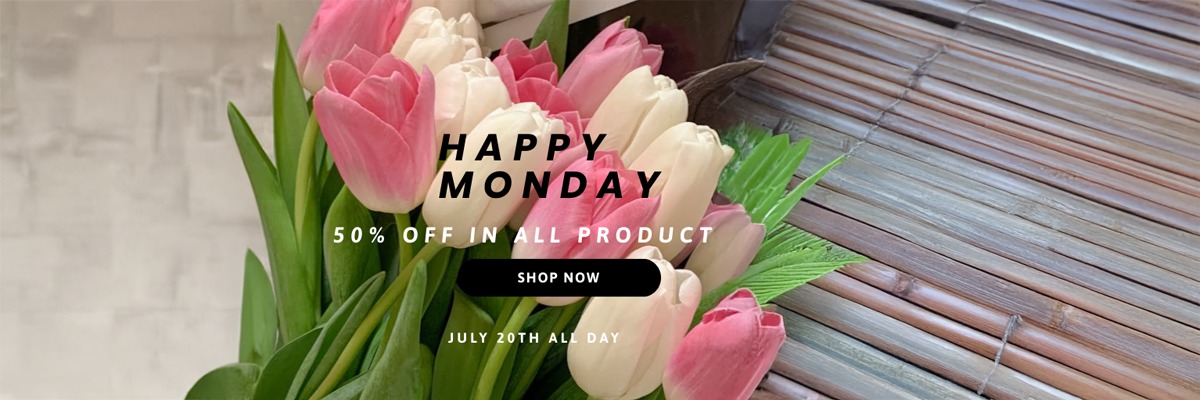 HAPPY
MONDAY
50% OFF IN ALL PRODUCT
SHOP NOW
JULY 20TH ALL DAY